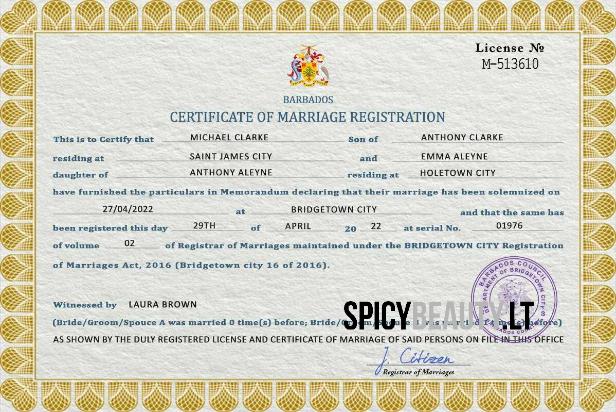 License №
M-513610
BARBADOS
CERTIFICATE OF MARRIAGE REGISTRATION
This is to Certify that MICHAEL CLARKE Son of ANTHONY CLARKE
residing at SAINT JAMES CITY and EMMA ALEYNE
daughter of ANTHONY ALEYNE residing at HOLETOWN CITY
have furnished the particulars in Memorandum declaring that their marriage has been solemnized on
27/04/2022 at BRIDGETOWN CITY and that the same has
been registered this day 29TH of APRIL 20 22 at serial No. 01976
of volume 02 of Registrar of Marriages maintained under the BRIDGETOWN CITY Registration
of Marriages Act, 2016 (Bridgetown city 16 of 2016).
BARBADOS COUNCIL
Witnessed by LAURA BROWN
SPICYBEAUTY.LT
(Bride/Groom/Spouce A was married 0 time(s) before; Bride/
before)
AS SHOWN BY THE DULY REGISTERED LICENSE AND CERTIFICATE OF MARRIAGE OF SAID PERSONS ON FILE IN THIS OFFICE
J. Citizen
Registrar of Marriages